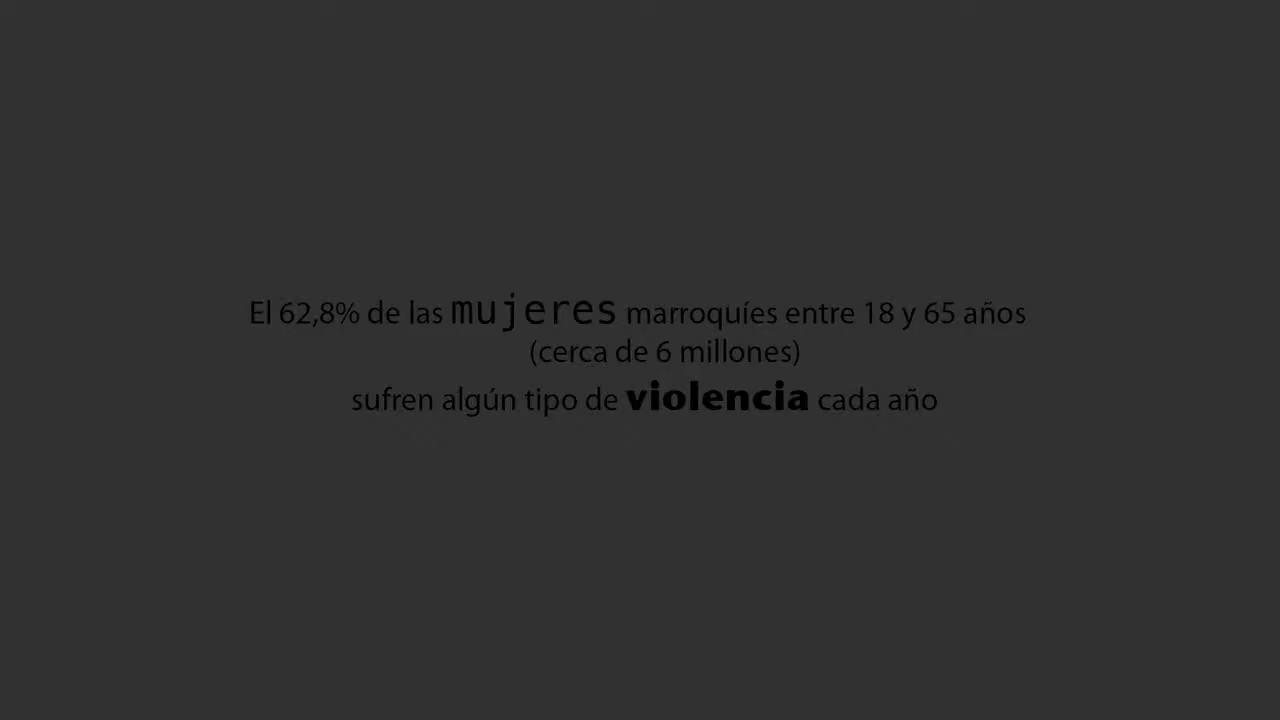 El 62,8% de las mujeres marroquíes entre 18 y 65 años
(cerca de 6 millones)
sufren algún tipo de violencia cada año